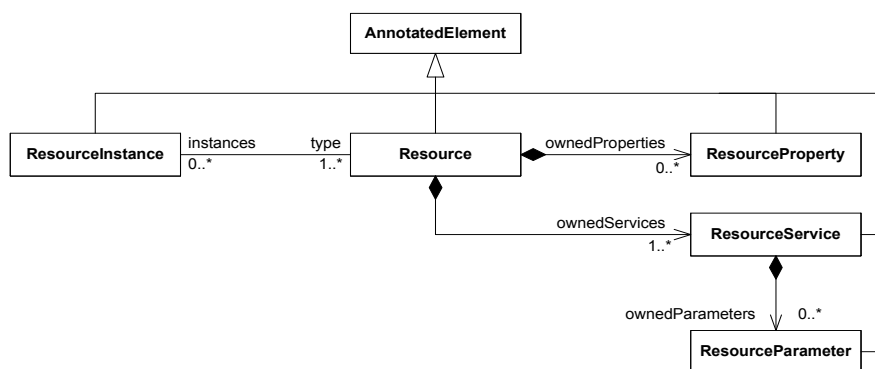 AnnotatedElement
instances
type
ownedProperties
ResourceInstance
Resource
ResourceProperty
0..*
1..*
0..*
ownedServices
ResourceService
1..*
ownedParameters
0..*
ResourceParameter